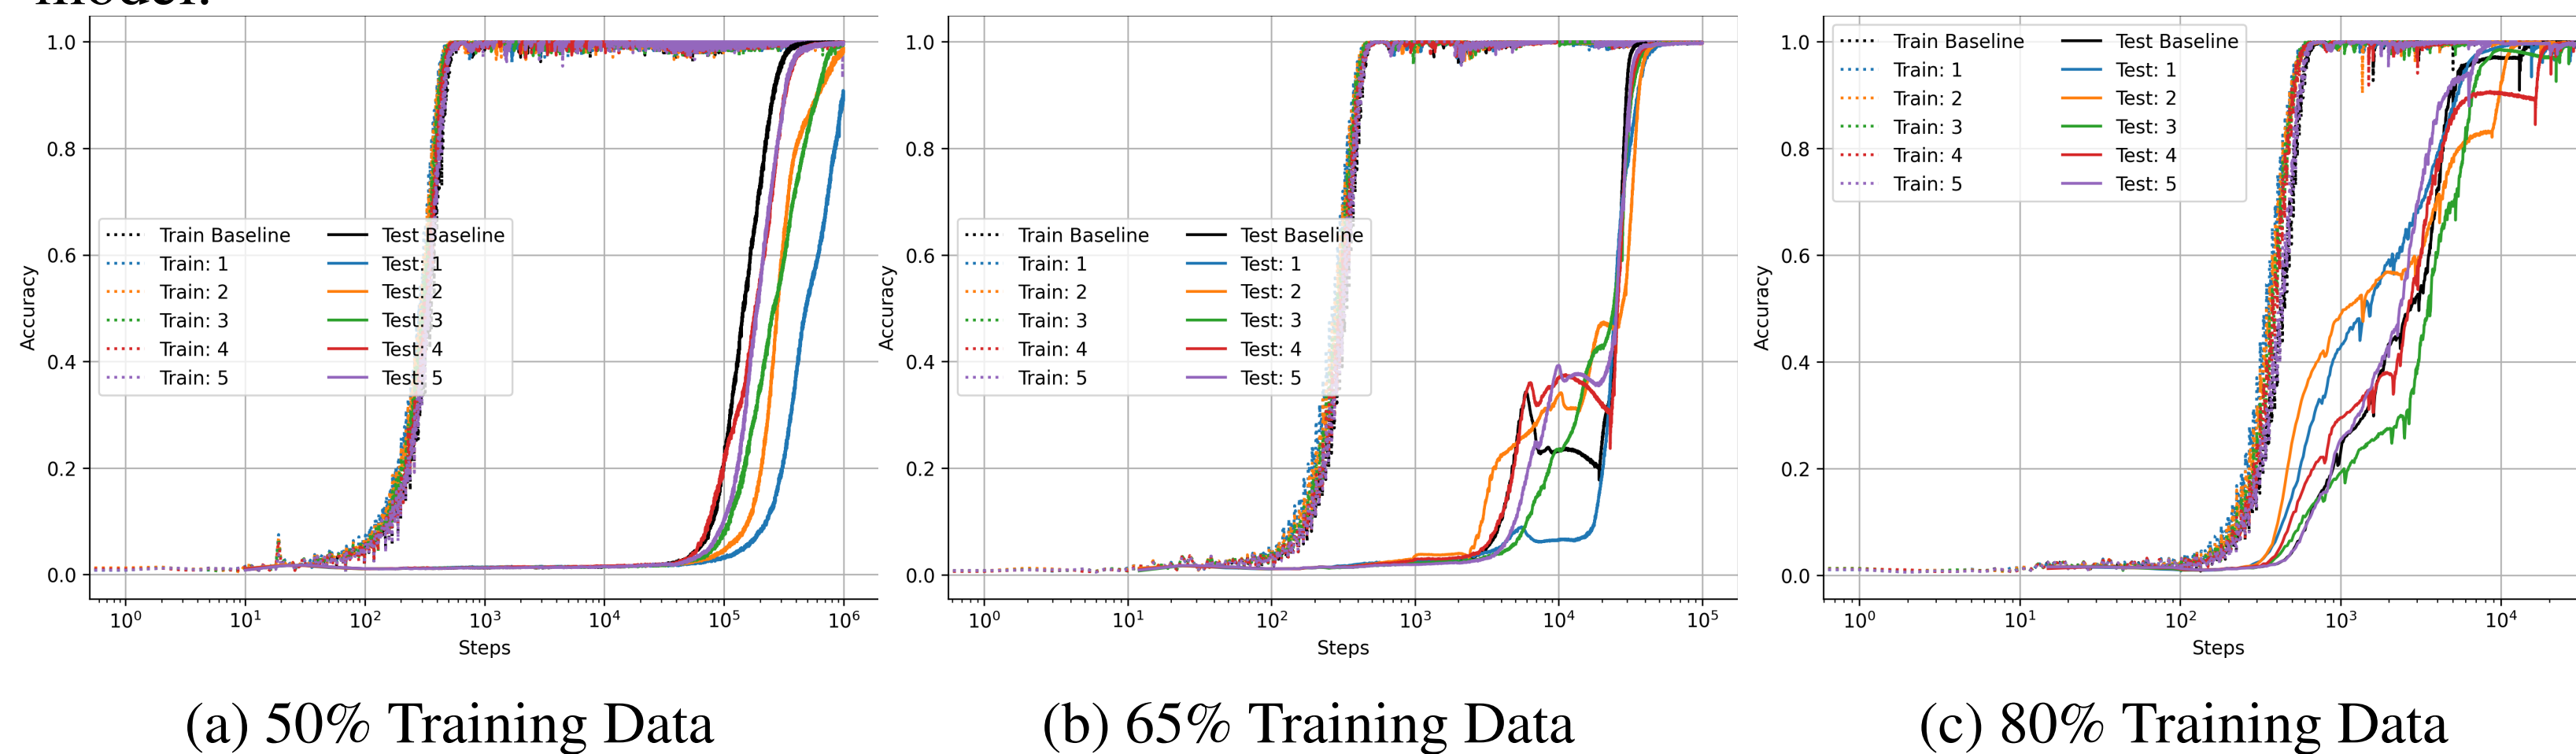 model.
1.0
0.8
0.6
0.4
0.2
0.0
Accuracy
Train Baseline Test Baseline
Train: 1 Test: 1
Train: 2 Test: 2
Train: 3 Test: 3
Train: 4 Test: 4
Train: 5 Test: 5
10⁰ 10¹ 10² 10³ 10⁴ 10⁵ 10⁶
Steps
(a) 50% Training Data
1.0
0.8
0.6
0.4
0.2
0.0
Accuracy
Train Baseline Test Baseline
Train: 1 Test: 1
Train: 2 Test: 2
Train: 3 Test: 3
Train: 4 Test: 4
Train: 5 Test: 5
10⁰ 10¹ 10² 10³ 10⁴ 10⁵
Steps
(b) 65% Training Data
1.0
0.8
0.6
0.4
0.2
0.0
Accuracy
Train Baseline Test Baseline
Train: 1 Test: 1
Train: 2 Test: 2
Train: 3 Test: 3
Train: 4 Test: 4
Train: 5 Test: 5
10⁰ 10¹ 10² 10³ 10⁴
Steps
(c) 80% Training Data